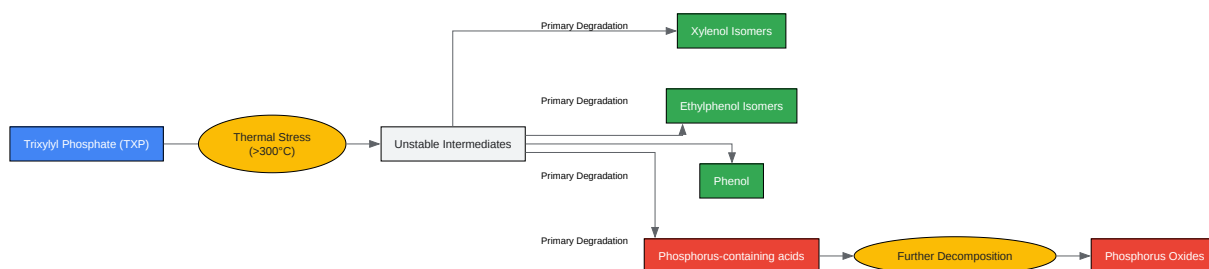 Primary Degradation
Xylenol Isomers
Primary Degradation
Ethylphenol Isomers
Trixylyl Phosphate (TXP)
Thermal Stress
(>300°C)
Unstable Intermediates
Primary Degradation
Phenol
Primary Degradation
Phosphorus-containing acids
Further Decomposition
Phosphorus Oxides